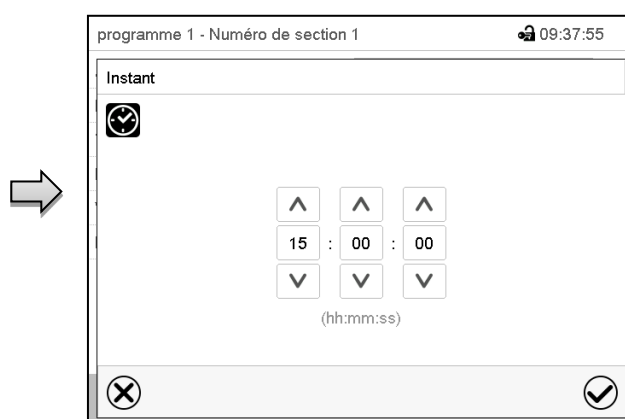 programme 1 - Numéro de section 1 09:37:55
Instant
15 : 00 : 00
(hh:mm:ss)